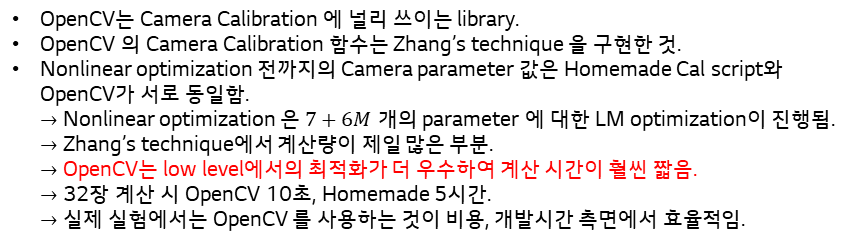 • OpenCV는 Camera Calibration 에 널리 쓰이는 library.
• OpenCV 의 Camera Calibration 함수는 Zhang’s technique 을 구현한 것.
• Nonlinear optimization 전까지의 Camera parameter 값은 Homemade Cal script와
OpenCV가 서로 동일함.
→ Nonlinear optimization 은 7 + 6M 개의 parameter 에 대한 LM optimization이 진행됨.
→ Zhang’s technique에서 계산량이 제일 많은 부분.
→ OpenCV는 low level에서의 최적화가 더 우수하여 계산 시간이 훨씬 짧음.
→ 32장 계산 시 OpenCV 10초, Homemade 5시간.
→ 실제 실험에서는 OpenCV 를 사용하는 것이 비용, 개발시간 측면에서 효율적임.